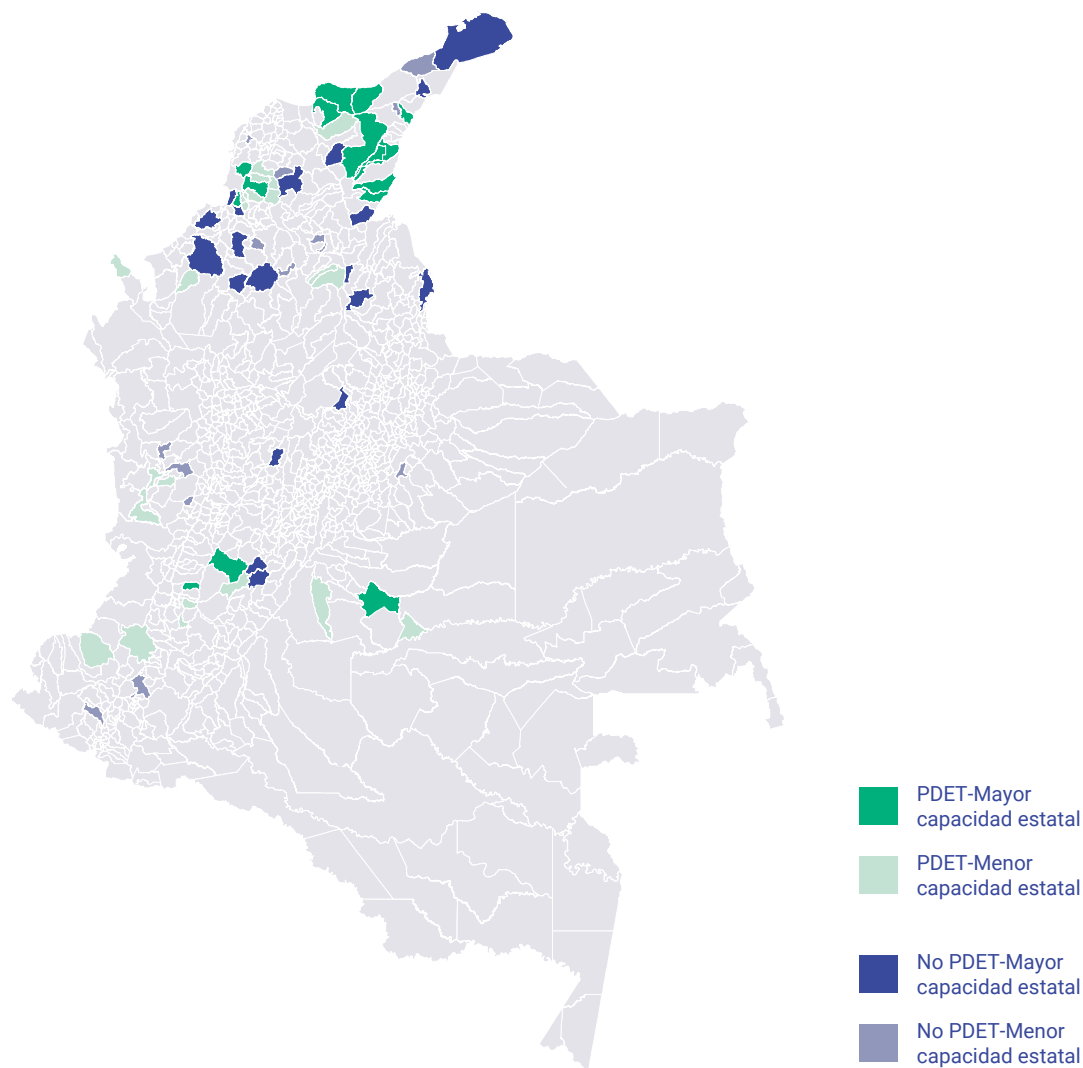 PDET-Mayor
capacidad estatal
PDET-Menor
capacidad estatal
No PDET-Mayor
capacidad estatal
No PDET-Menor
capacidad estatal